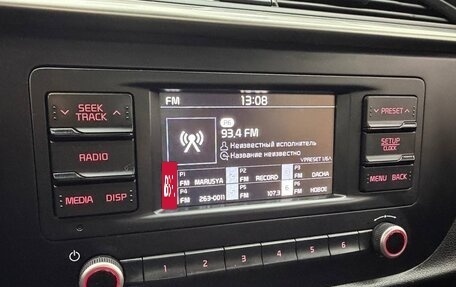 FM 13:08
P6
93,4 FM
Неизвестный исполнитель
Название неизвестно
VPRESET
P1 P2 P3
FM MARUSYA FM RECORD FM DACHA
P4 P5 6
FM 263-0011 FM 107.3 FM НОВОЕ
SEEK
TRACK
RADIO
MEDIA DISP
PRESET
SETUP
CLOCK
MENU BACK
1 2 3 4 5 6